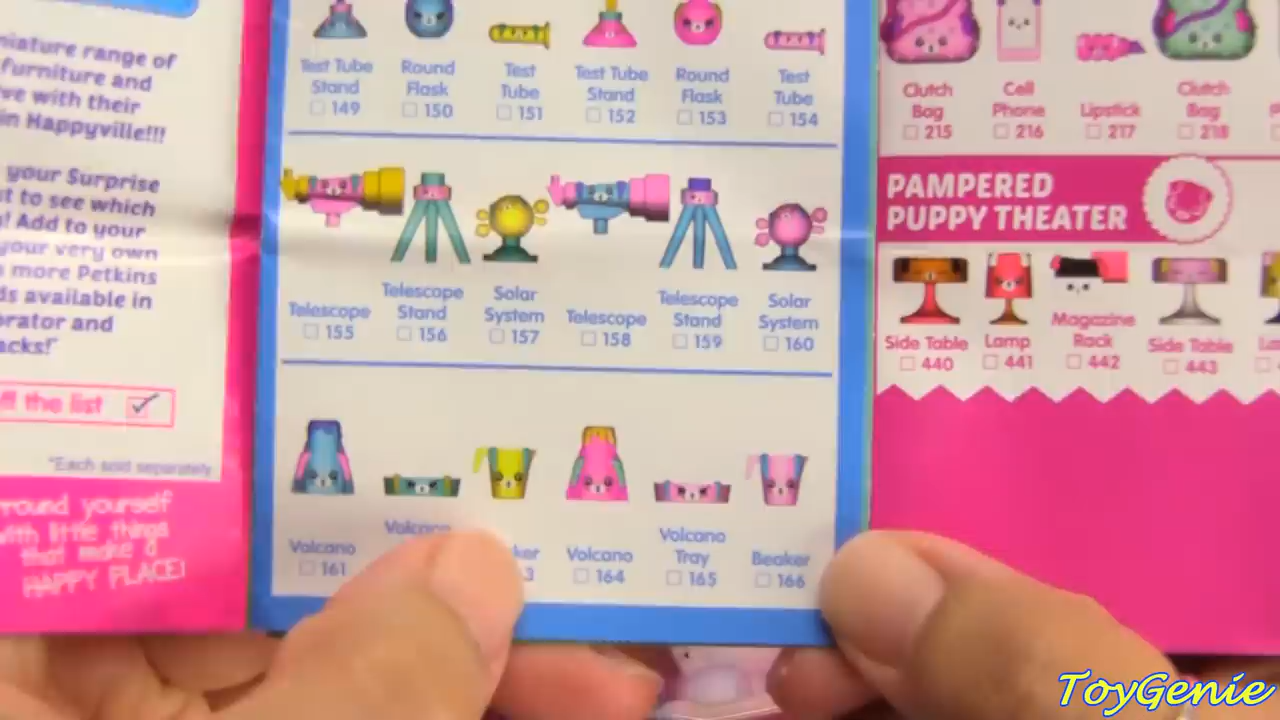 niature range of
furniture and
ve with their
in Happyville!!!
your Surprise
t to see which
! Add to your
your very own
more Petkins
ds available in
orator and
acks!"
ff the list
*Each sold separately
round yourself
with little things
that make a
HAPPY PLACE!
Test Tube
Stand
149
Round
Flask
150
Test
Tube
151
Test Tube
Stand
152
Round
Flask
153
Test
Tube
154
Telescope
155
Telescope
Stand
156
Solar
System
157
Telescope
158
Telescope
Stand
159
Solar
System
160
Volcano
161
Volcano
ker
3
Volcano
164
Volcano
Tray
165
Beaker
166
Clutch
Bag
215
Cell
Phone
216
Lipstick
217
Clutch
Bag
218
PAMPERED
PUPPY THEATER
Side Table
440
Lamp
441
Magazine
Rack
442
Side Table
443
La
ToyGenie